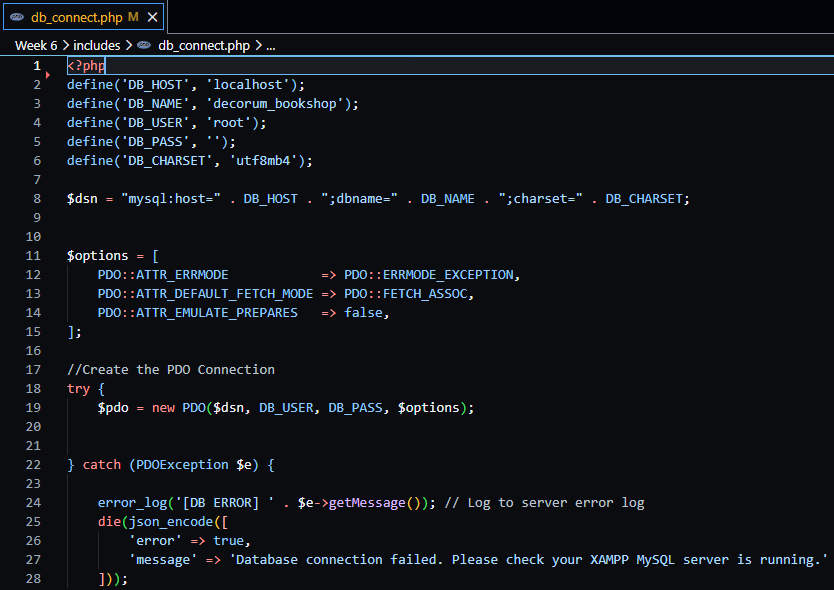 db_connect.php M
Week 6 > includes > db_connect.php > ...
1 <?php
2 define('DB_HOST', 'localhost');
3 define('DB_NAME', 'decorum_bookshop');
4 define('DB_USER', 'root');
5 define('DB_PASS', '');
6 define('DB_CHARSET', 'utf8mb4');
7
8 $dsn = "mysql:host=" . DB_HOST . ";dbname=" . DB_NAME . ";charset=" . DB_CHARSET;
9
10
11 $options = [
12     PDO::ATTR_ERRMODE            => PDO::ERRMODE_EXCEPTION,
13     PDO::ATTR_DEFAULT_FETCH_MODE => PDO::FETCH_ASSOC,
14     PDO::ATTR_EMULATE_PREPARES   => false,
15 ];
16
17 //Create the PDO Connection
18 try {
19     $pdo = new PDO($dsn, DB_USER, DB_PASS, $options);
20
21
22 } catch (PDOException $e) {
23
24     error_log('[DB ERROR] ' . $e->getMessage()); // Log to server error log
25     die(json_encode([
26         'error' => true,
27         'message' => 'Database connection failed. Please check your XAMPP MySQL server is running.'
28     ]));